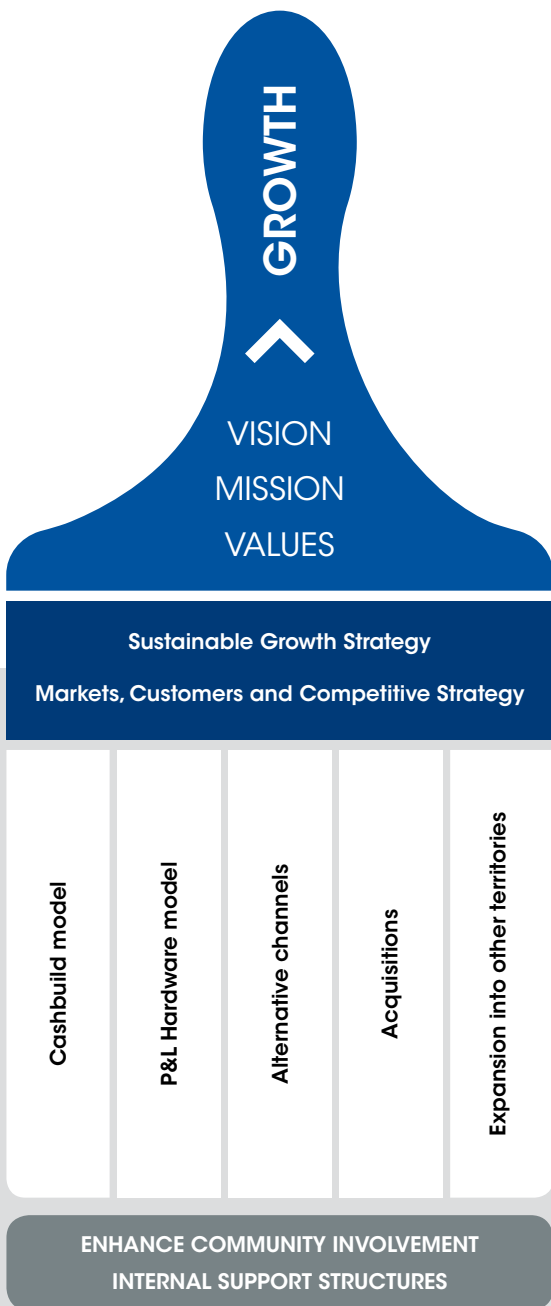 GROWTH
VISION
MISSION
VALUES
Sustainable Growth Strategy
Markets, Customers and Competitive Strategy
Cashbuild model
P&L Hardware model
Alternative channels
Acquisitions
Expansion into other territories
ENHANCE COMMUNITY INVOLVEMENT
INTERNAL SUPPORT STRUCTURES